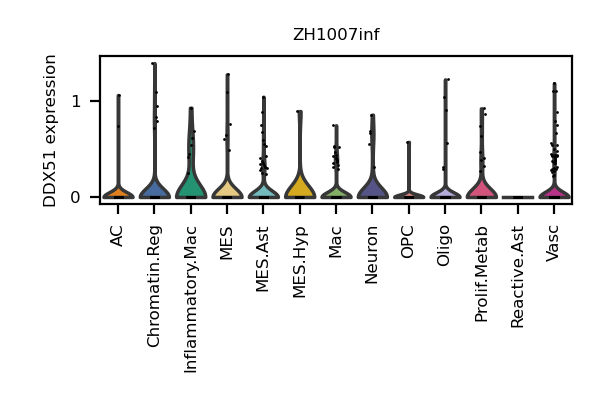 ZH1007inf
DDX51 expression
1
0
AC
Chromatin.Reg
Inflammatory.Mac
MES
MES.Ast
MES.Hyp
Mac
Neuron
OPC
Oligo
Prolif.Metab
Reactive.Ast
Vasc